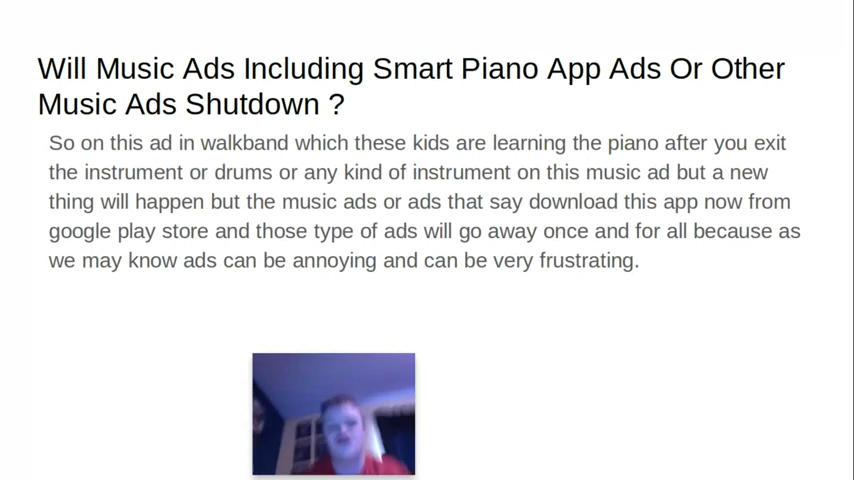 Will Music Ads Including Smart Piano App Ads Or Other
Music Ads Shutdown ?
So on this ad in walkband which these kids are learning the piano after you exit
the instrument or drums or any kind of instrument on this music ad but a new
thing will happen but the music ads or ads that say download this app now from
google play store and those type of ads will go away once and for all because as
we may know ads can be annoying and can be very frustrating.